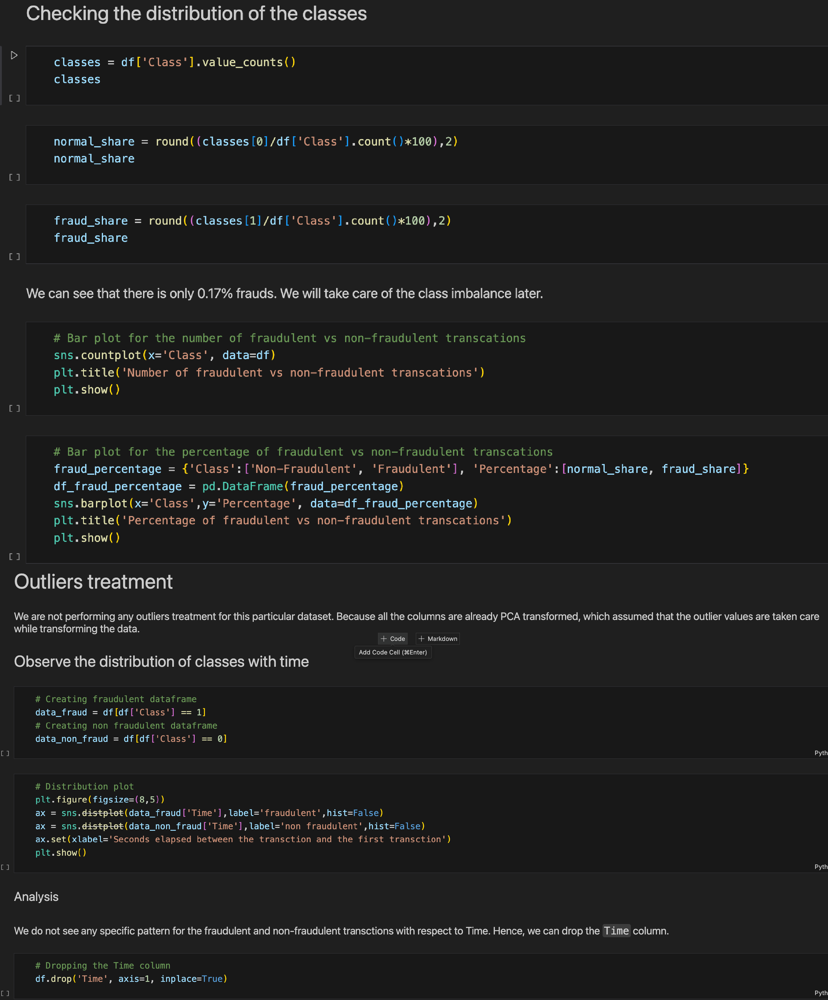 Checking the distribution of the classes
classes = df['Class'].value_counts()
classes
[ ]
normal_share = round((classes[0]/df['Class'].count()*100),2)
normal_share
[ ]
fraud_share = round((classes[1]/df['Class'].count()*100),2)
fraud_share
[ ]
We can see that there is only 0.17% frauds. We will take care of the class imbalance later.
# Bar plot for the number of fraudulent vs non-fraudulent transcations
sns.countplot(x='Class', data=df)
plt.title('Number of fraudulent vs non-fraudulent transcations')
plt.show()
[ ]
# Bar plot for the percentage of fraudulent vs non-fraudulent transcations
fraud_percentage = {'Class':['Non-Fraudulent', 'Fraudulent'], 'Percentage':[normal_share, fraud_share]}
df_fraud_percentage = pd.DataFrame(fraud_percentage)
sns.barplot(x='Class',y='Percentage', data=df_fraud_percentage)
plt.title('Percentage of fraudulent vs non-fraudulent transcations')
plt.show()
[ ]
Outliers treatment
We are not performing any outliers treatment for this particular dataset. Because all the columns are already PCA transformed, which assumed that the outlier values are taken care
while transforming the data.
+ Code + Markdown
Add Code Cell (⌘Enter)
Observe the distribution of classes with time
# Creating fraudulent dataframe
data_fraud = df[df['Class'] == 1]
# Creating non fraudulent dataframe
data_non_fraud = df[df['Class'] == 0]
[ ]
Pyth
# Distribution plot
plt.figure(figsize=(8,5))
ax = sns.distplot(data_fraud['Time'],label='fraudulent',hist=False)
ax = sns.distplot(data_non_fraud['Time'],label='non fraudulent',hist=False)
ax.set(xlabel='Seconds elapsed between the transction and the first transction')
plt.show()
[ ]
Pyth
Analysis
We do not see any specific pattern for the fraudulent and non-fraudulent transctions with respect to Time. Hence, we can drop the Time column.
# Dropping the Time column
df.drop('Time', axis=1, inplace=True)
[ ]
Pyth